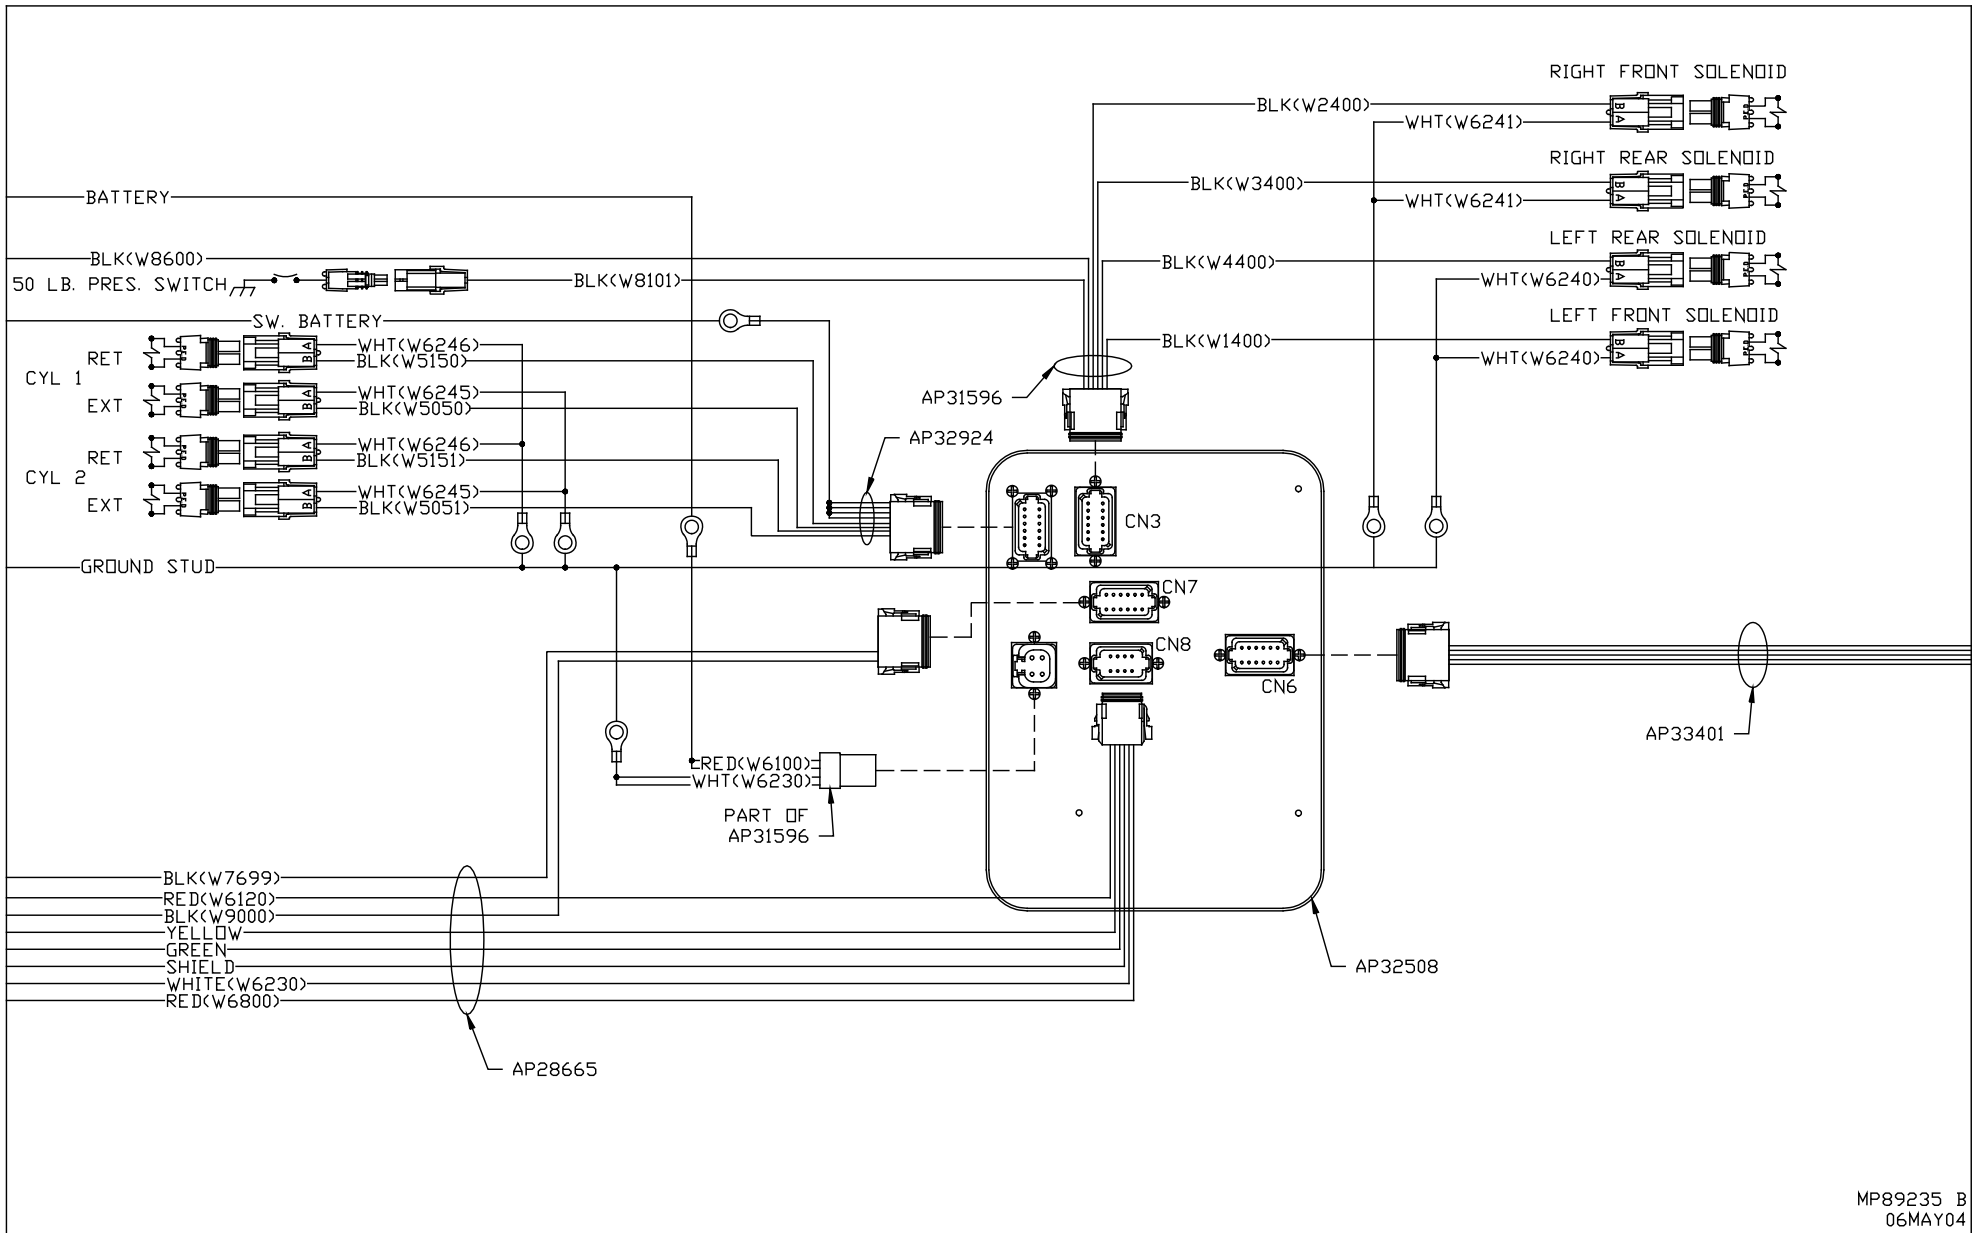 RIGHT FRONT SOLENOID
BLK(W2400)
B
A
WHT(W6241)
RIGHT REAR SOLENOID
BLK(W3400)
B
A
WHT(W6241)
BATTERY
LEFT REAR SOLENOID
BLK(W8600)
BLK(W4400)
B
A
50 LB. PRES. SWITCH
BLK(W8101)
WHT(W6240)
LEFT FRONT SOLENOID
SW. BATTERY
BLK(W1400)
B
A
WHT(W6240)
CYL 1
RET
A
B
WHT(W6246)
BLK(W5150)
EXT
A
B
WHT(W6245)
BLK(W5050)
AP31596
AP32924
CYL 2
RET
A
B
WHT(W6246)
BLK(W5151)
EXT
A
B
WHT(W6245)
BLK(W5051)
CN3
GROUND STUD
CN7
CN8
CN6
AP33401
RED(W6100)
WHT(W6230)
PART OF
AP31596
BLK(W7699)
RED(W6120)
BLK(W9000)
YELLOW
GREEN
SHIELD
WHITE(W6230)
RED(W6800)
AP32508
AP28665
MP89235 B
06MAY04